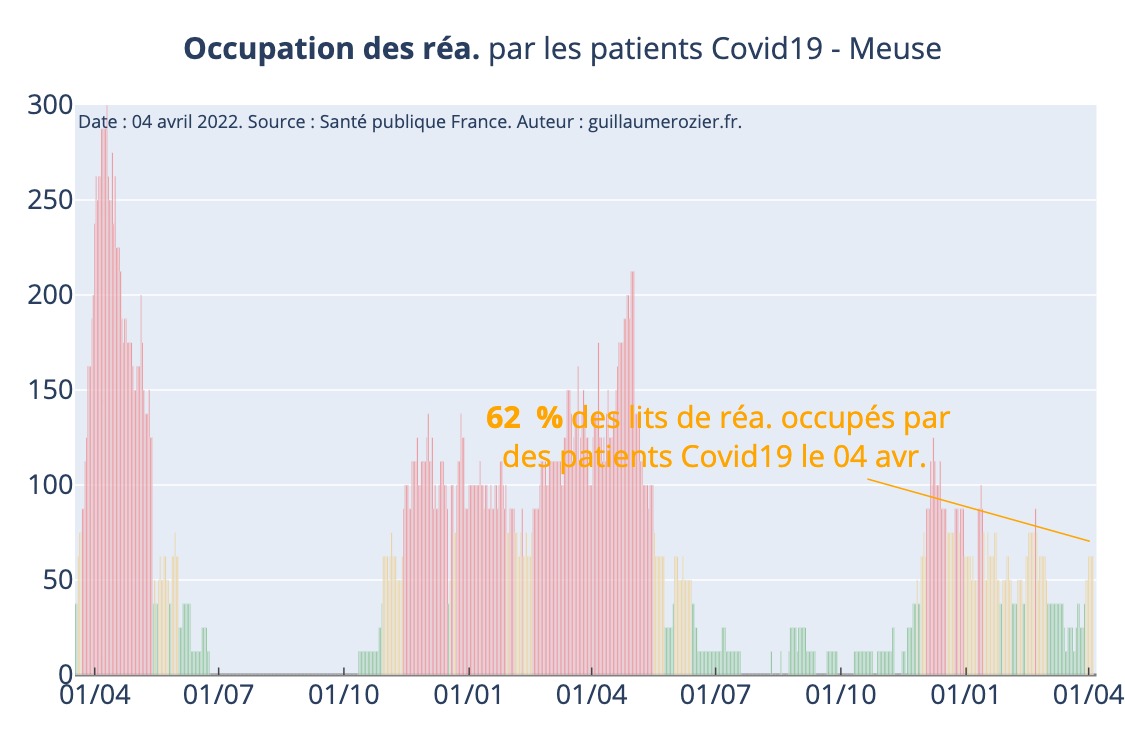 Occupation des réa. par les patients Covid19 - Meuse
300
Date : 04 avril 2022. Source : Santé publique France. Auteur : guillaumerozier.fr.
250
200
150
62 % des lits de réa. occupés par
des patients Covid19 le 04 avr.
100
50
0
01/04 01/07 01/10 01/01 01/04 01/07 01/10 01/01 01/04